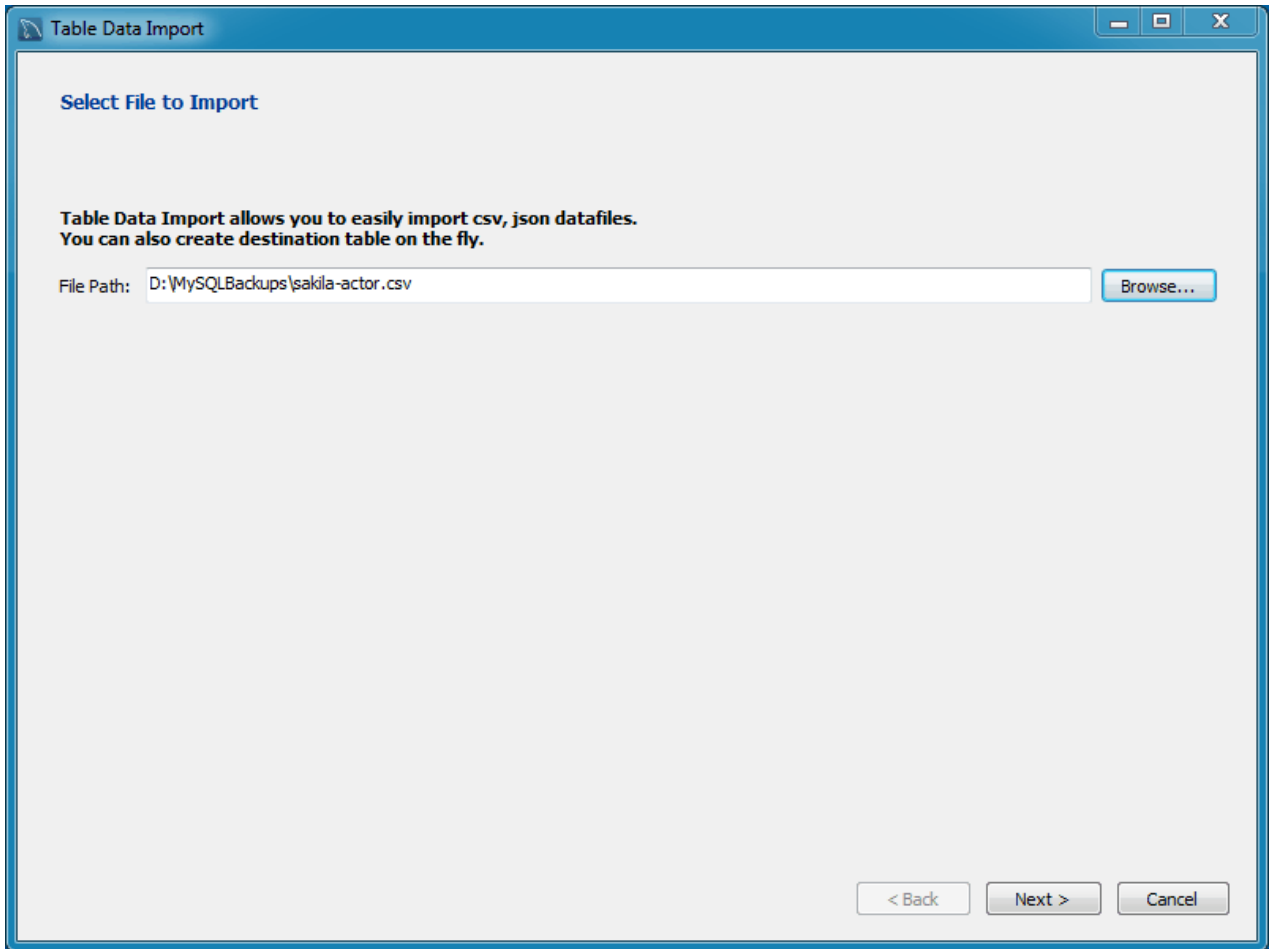 Table Data Import
Select File to Import
Table Data Import allows you to easily import csv, json datafiles.
You can also create destination table on the fly.
File Path: D:\MySQLBackups\sakila-actor.csv Browse...
< Back Next > Cancel